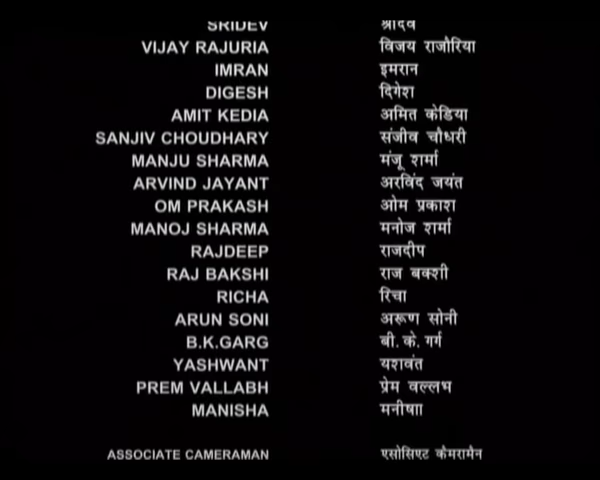 SRIDEV श्रीदेव
VIJAY RAJURIA विजय राजौरिया
IMRAN इमरान
DIGESH दिगेश
AMIT KEDIA अमित केडिया
SANJIV CHOUDHARY संजीव चौधरी
MANJU SHARMA मंजू शर्मा
ARVIND JAYANT अरविंद जयंत
OM PRAKASH ओम प्रकाश
MANOJ SHARMA मनोज शर्मा
RAJDEEP राजदीप
RAJ BAKSHI राज बक्शी
RICHA रिचा
ARUN SONI अरूण सोनी
B.K.GARG बी. के. गर्ग
YASHWANT यशवंत
PREM VALLABH प्रेम वल्लभ
MANISHA मनीषाा
ASSOCIATE CAMERAMAN एसोसिएट कैमरामैन